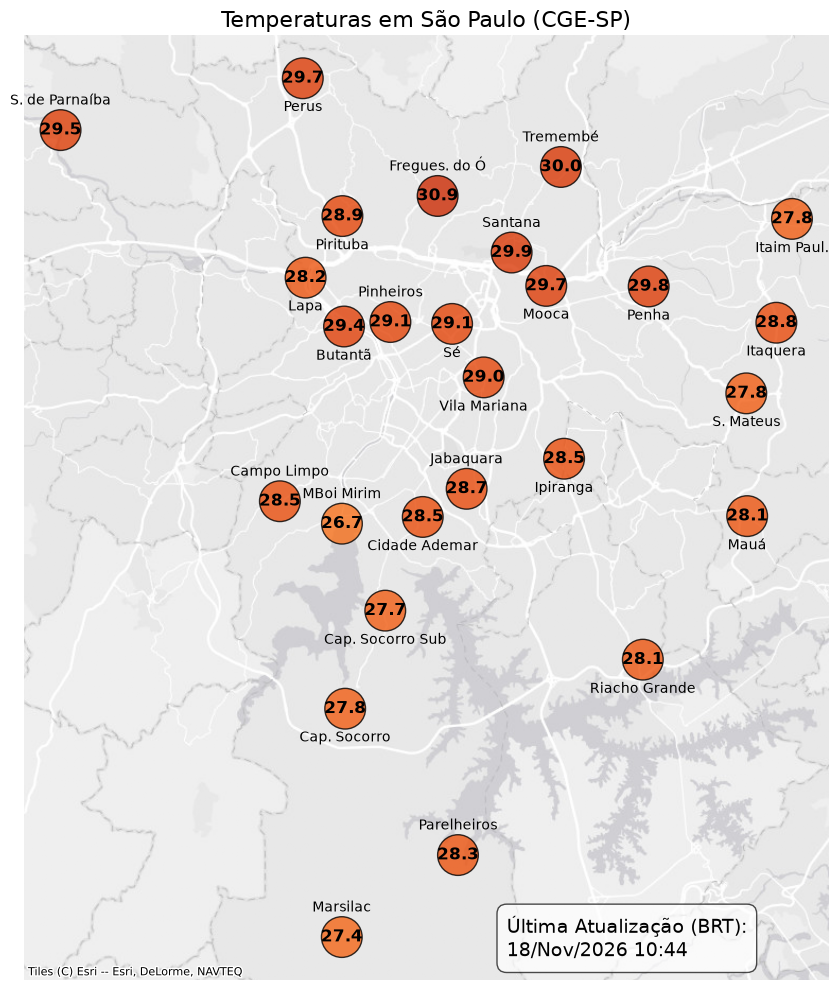 Temperaturas em São Paulo (CGE-SP)
29.7
Perus
S. de Parnaíba
29.5
Tremembé
30.0
Fregues. do Ó
30.9
28.9
Pirituba
27.8
Itaim Paul.
Santana
29.9
28.2
Lapa
29.7
Mooca
29.8
Penha
Pinheiros
29.1
29.4
Butantã
29.1
Sé
28.8
Itaquera
29.0
Vila Mariana
27.8
S. Mateus
28.5
Ipiranga
Jabaquara
28.7
Campo Limpo
28.5
MBoi Mirim
26.7
28.5
Cidade Ademar
28.1
Mauá
27.7
Cap. Socorro Sub
28.1
Riacho Grande
27.8
Cap. Socorro
Parelheiros
28.3
Marsilac
27.4
Última Atualização (BRT):
18/Nov/2026 10:44
Tiles (C) Esri -- Esri, DeLorme, NAVTEQ